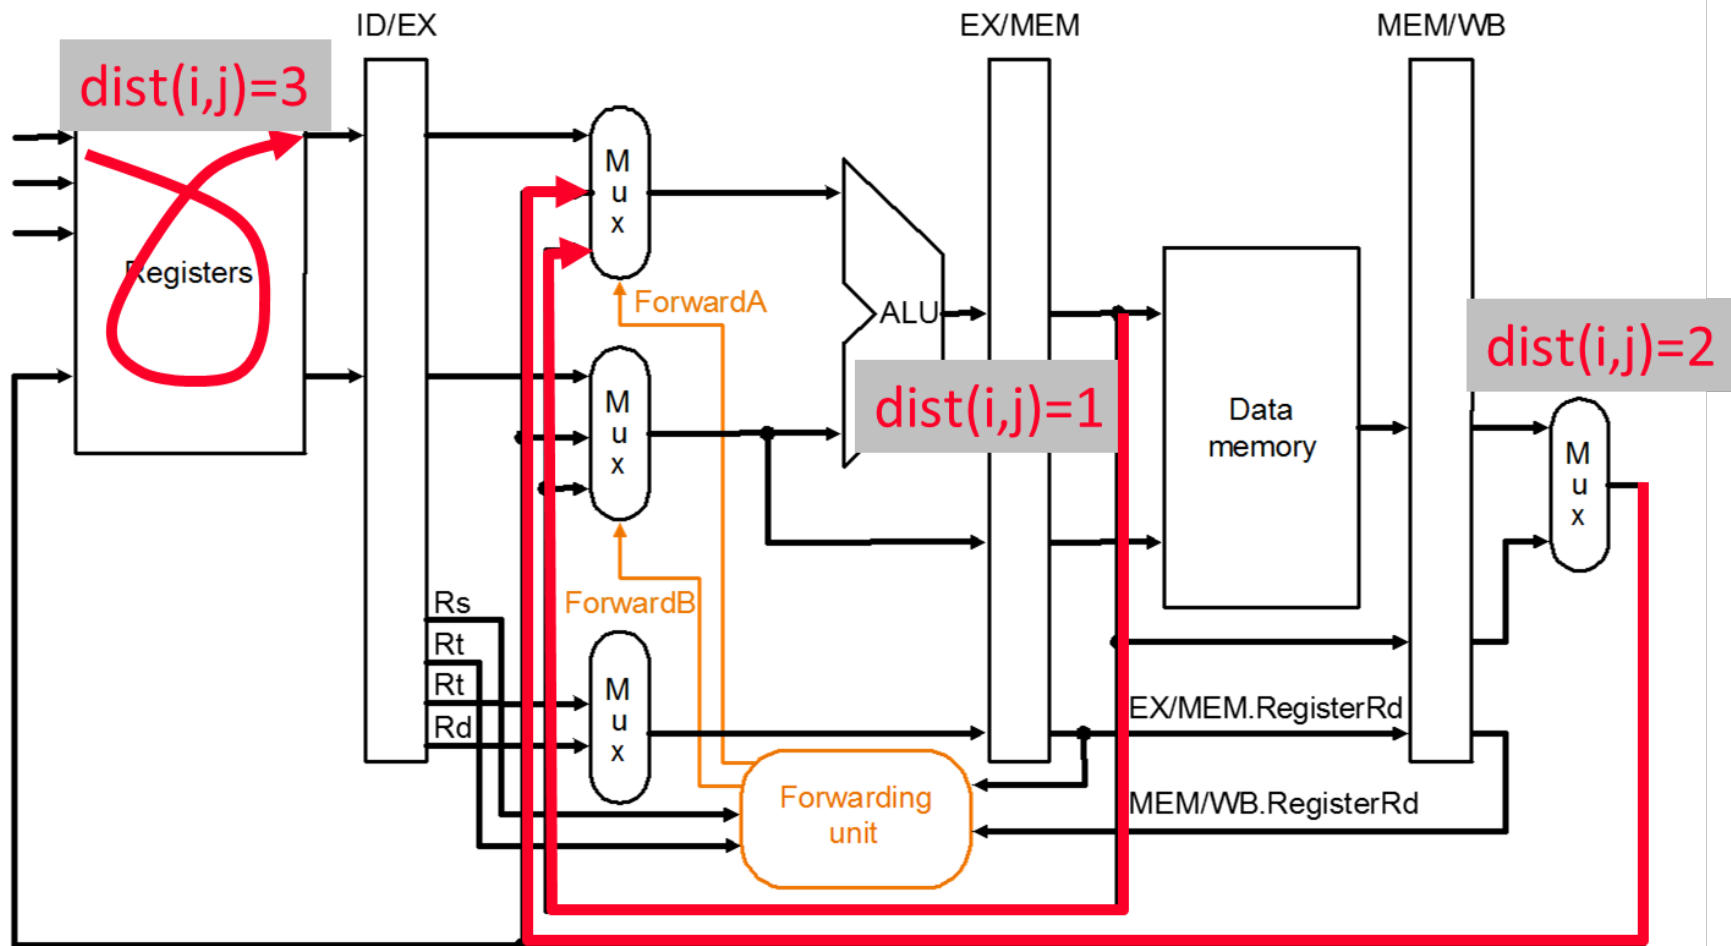 ID/EX
EX/MEM
MEM/WB
dist(i,j)=3
Registers
M
u
x
ForwardA
ALU
dist(i,j)=1
dist(i,j)=2
M
u
x
Data
memory
M
u
x
Rs
Rt
Rt
Rd
ForwardB
M
u
x
EX/MEM.RegisterRd
Forwarding
unit
MEM/WB.RegisterRd